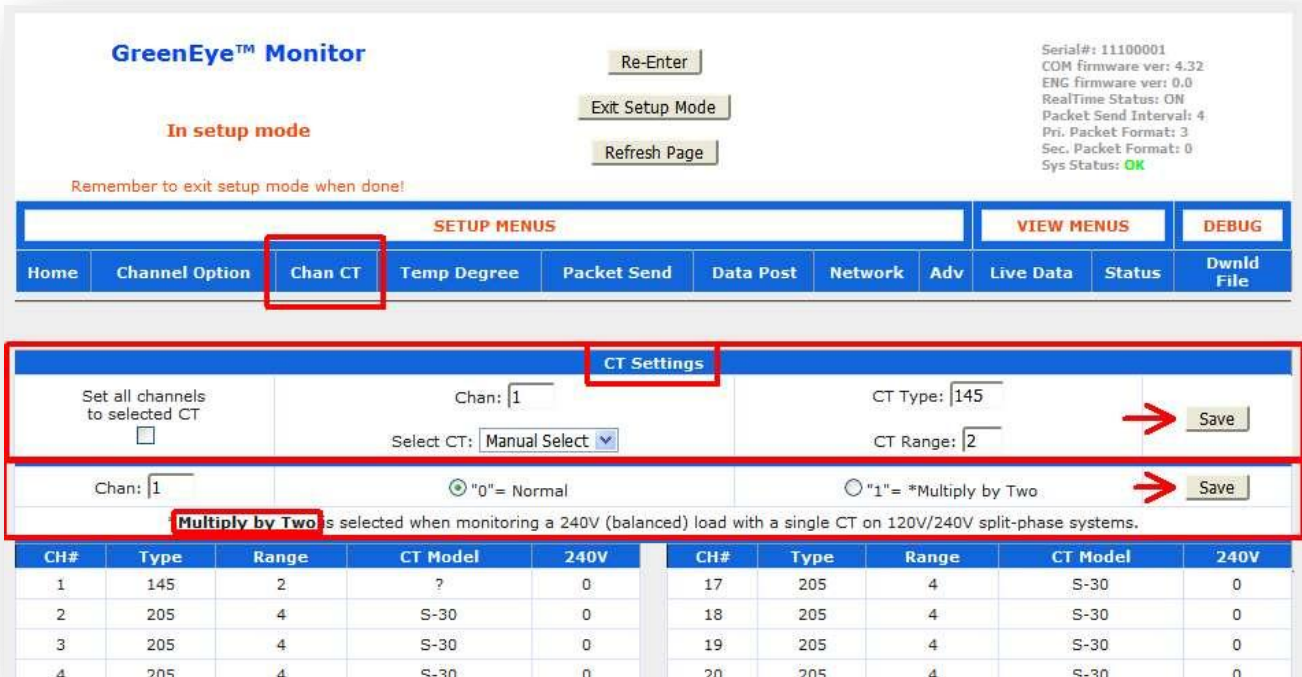 GreenEye™ Monitor
In setup mode
Remember to exit setup mode when done!
Re-Enter
Exit Setup Mode
Refresh Page
Serial#: 11100001
COM firmware ver: 4.32
ENG firmware ver: 0.0
RealTime Status: ON
Packet Send Interval: 4
Pri. Packet Format: 3
Sec. Packet Format: 0
Sys Status: OK
SETUP MENUS VIEW MENUS DEBUG
Home Channel Option Chan CT Temp Degree Packet Send Data Post Network Adv Live Data Status Dwnld File
CT Settings
Set all channels
to selected CT
Chan: 1
Select CT: Manual Select
CT Type: 145
CT Range: 2
Save
Chan: 1 "0"= Normal "1"= *Multiply by Two Save
*Multiply by Two is selected when monitoring a 240V (balanced) load with a single CT on 120V/240V split-phase systems.
CH# Type Range CT Model 240V CH# Type Range CT Model 240V
1 145 2 ? 0 17 205 4 S-30 0
2 205 4 S-30 0 18 205 4 S-30 0
3 205 4 S-30 0 19 205 4 S-30 0
4 205 4 S-30 0 20 205 4 S-30 0